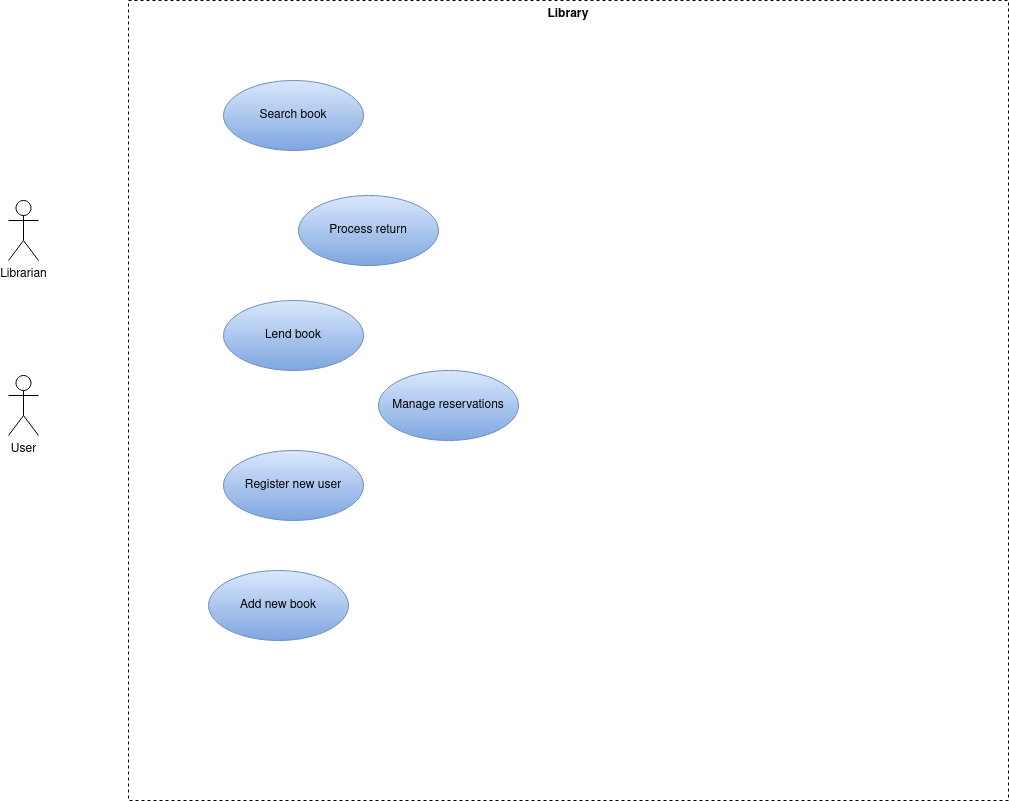 Library
Search book
Process return
Librarian
Lend book
Manage reservations
User
Register new user
Add new book